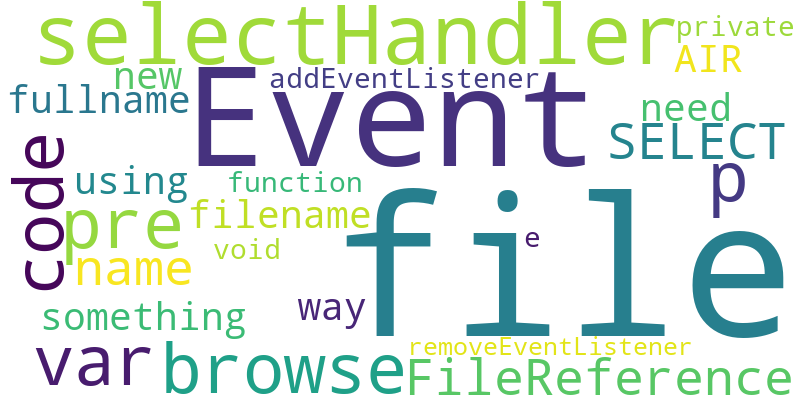 selectHandler
private
AIR
new
addEventListener
Event
fullname
need
SELECT
code
using
function
p
pre
filename
file
e
void
name
way
something
var
browse
removeEventListener
FileReference